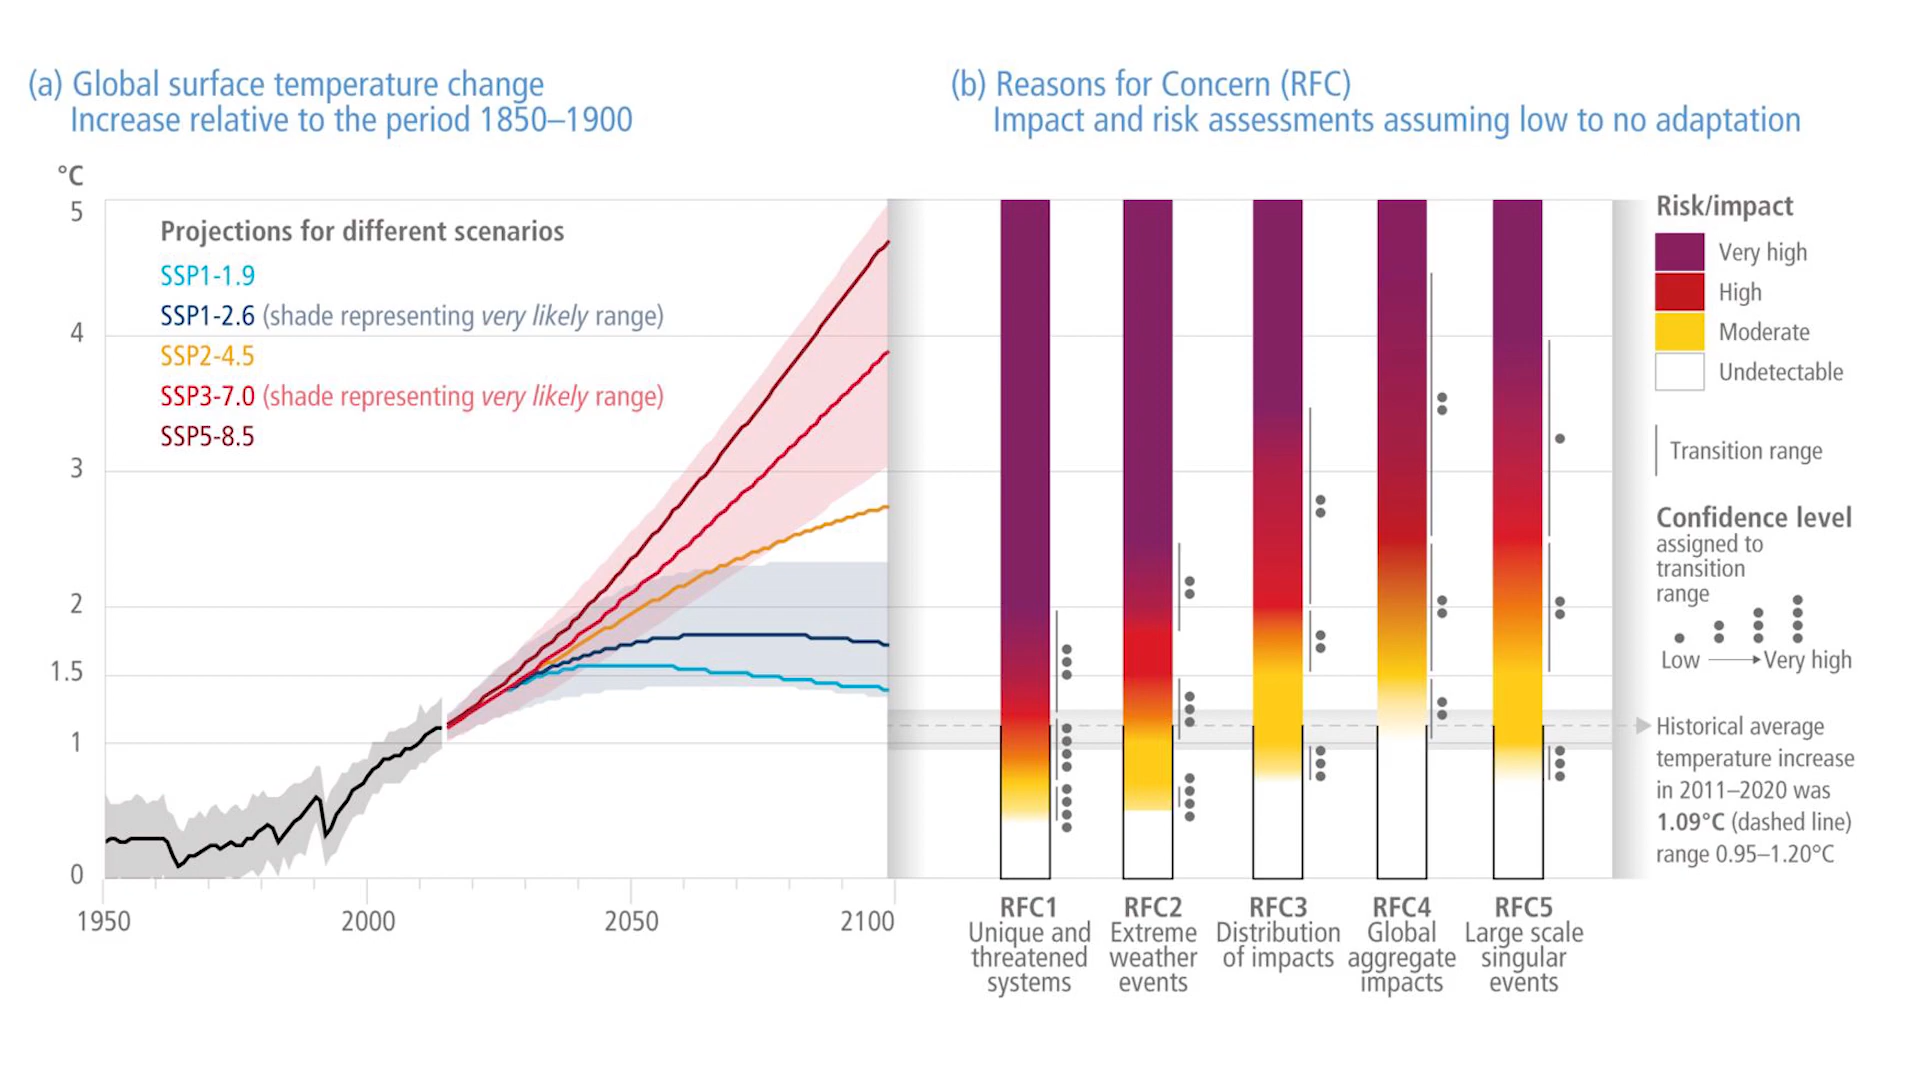 (a) Global surface temperature change
Increase relative to the period 1850–1900
°C
5
4
3
2
1.5
1
0
1950
2000
2050
2100
Projections for different scenarios
SSP1-1.9
SSP1-2.6 (shade representing very likely range)
SSP2-4.5
SSP3-7.0 (shade representing very likely range)
SSP5-8.5
(b) Reasons for Concern (RFC)
Impact and risk assessments assuming low to no adaptation
RFC1
Unique and
threatened
systems
RFC2
Extreme
weather
events
RFC3
Distribution
of impacts
RFC4
Global
aggregate
impacts
RFC5
Large scale
singular
events
Risk/impact
Very high
High
Moderate
Undetectable
Transition range
Confidence level
assigned to
transition
range
Low
Very high
Historical average
temperature increase
in 2011–2020 was
1.09°C (dashed line)
range 0.95–1.20°C